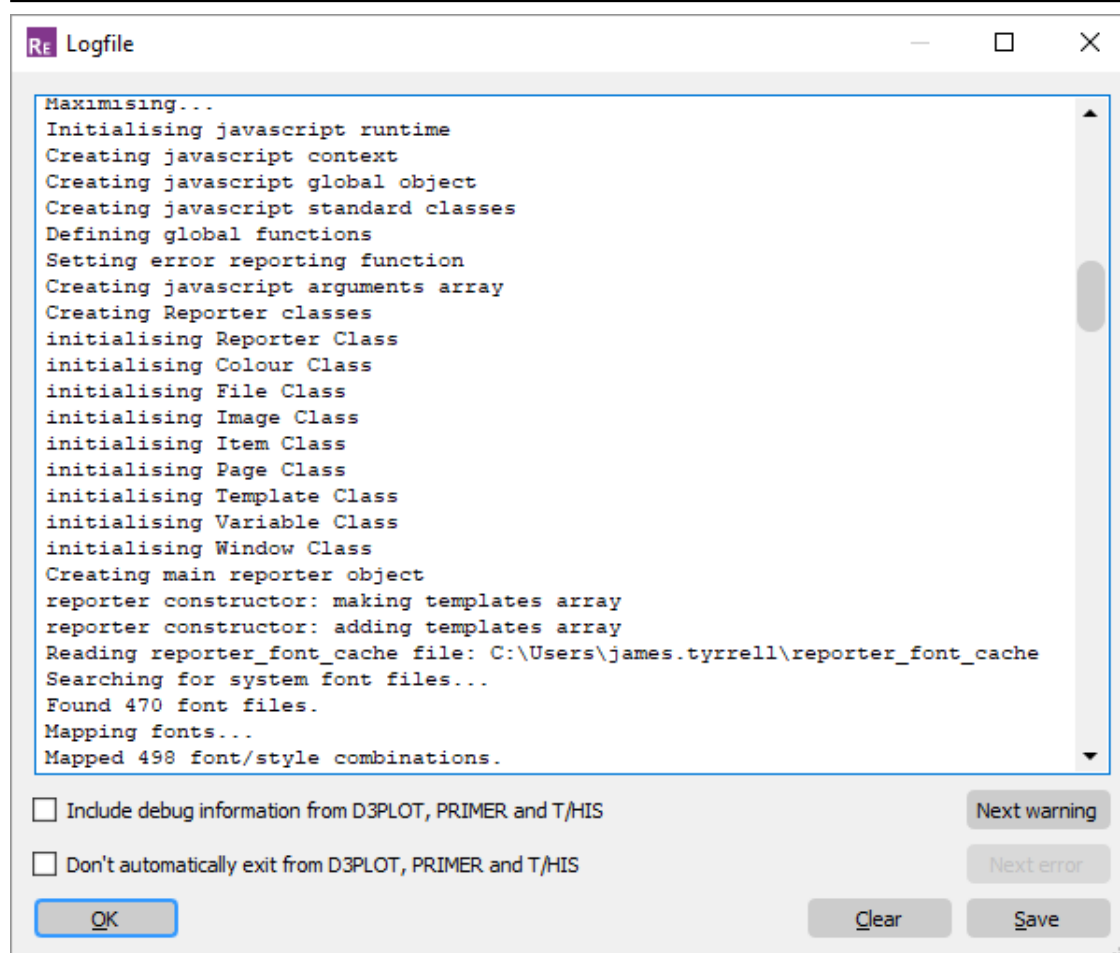 RE Logfile
Maximising...
Initialising javascript runtime
Creating javascript context
Creating javascript global object
Creating javascript standard classes
Defining global functions
Setting error reporting function
Creating javascript arguments array
Creating Reporter classes
initialising Reporter Class
initialising Colour Class
initialising File Class
initialising Image Class
initialising Item Class
initialising Page Class
initialising Template Class
initialising Variable Class
initialising Window Class
Creating main reporter object
reporter constructor: making templates array
reporter constructor: adding templates array
Reading reporter_font_cache file: C:\Users\james.tyrrell\reporter_font_cache
Searching for system font files...
Found 470 font files.
Mapping fonts...
Mapped 498 font/style combinations.
Include debug information from D3PLOT, PRIMER and T/HIS
Next warning
Don't automatically exit from D3PLOT, PRIMER and T/HIS
Next error
OK
Clear
Save